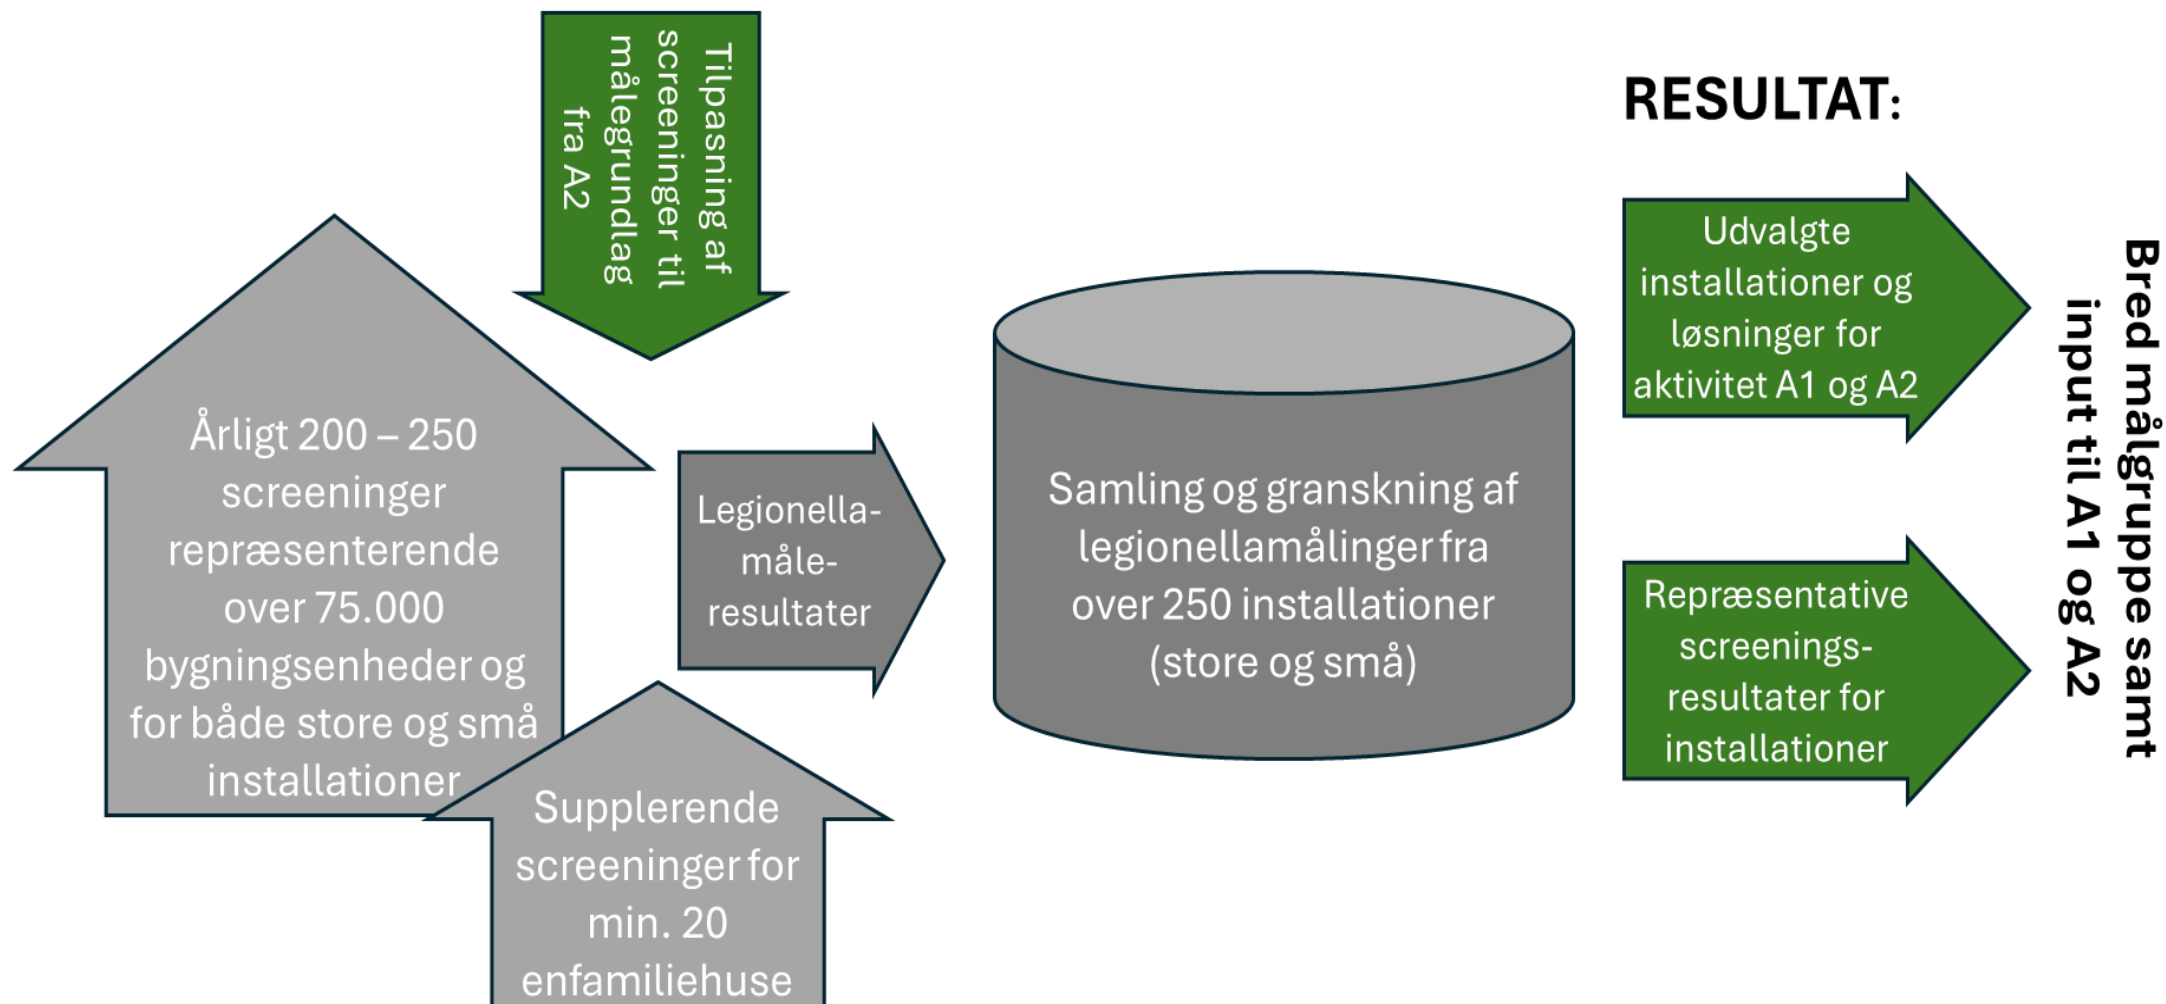 Tilpasning af
screeninger til
målegrundlag
fra A2
Årligt 200 – 250
screeninger
repræsenterende
over 75.000
bygningsenheder og
for både store og små
installationer
Supplerende
screeninger for
min. 20
enfamiliehuse
Legionella-
måle-
resultater
Samling og granskning af
legionellamålinger fra
over 250 installationer
(store og små)
RESULTAT:
Udvalgte
installationer og
løsninger for
aktivitet A1 og A2
Repræsentative
screenings-
resultater for
installationer
Bred målgruppe samt
input til A1 og A2